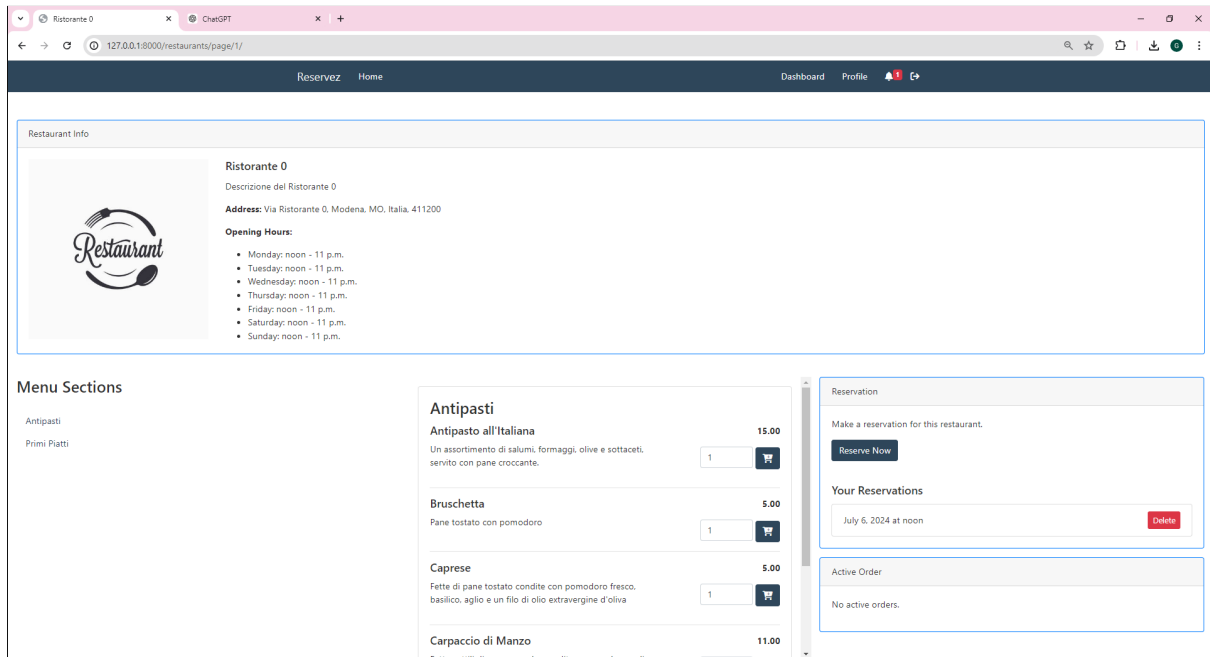 Ristorante 0
ChatGPT
127.0.0.1:8000/restaurants/page/1/
G
Reservez Home Dashboard Profile 1
Restaurant Info
Restaurant
Ristorante 0
Descrizione del Ristorante 0
Address: Via Ristorante 0, Modena, MO, Italia, 411200
Opening Hours:
Monday: noon - 11 p.m.
Tuesday: noon - 11 p.m.
Wednesday: noon - 11 p.m.
Thursday: noon - 11 p.m.
Friday: noon - 11 p.m.
Saturday: noon - 11 p.m.
Sunday: noon - 11 p.m.
Menu Sections
Antipasti
Primi Piatti
Antipasti
Antipasto all'Italiana 15.00
Un assortimento di salumi, formaggi, olive e sottaceti,
servito con pane croccante.
1
Bruschetta 5.00
Pane tostato con pomodoro
1
Caprese 5.00
Fette di pane tostato condite con pomodoro fresco,
basilico, aglio e un filo di olio extravergine d'oliva
1
Carpaccio di Manzo 11.00
Reservation
Make a reservation for this restaurant.
Reserve Now
Your Reservations
July 6, 2024 at noon Delete
Active Order
No active orders.